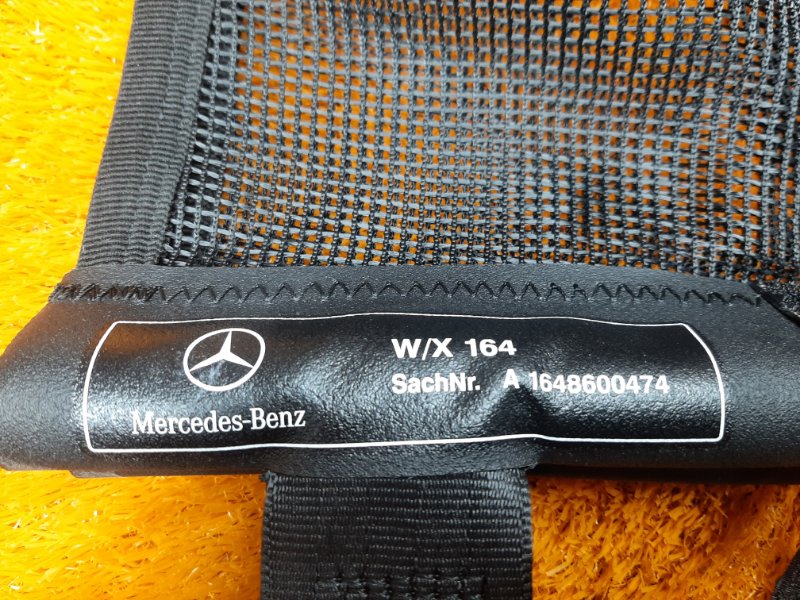 W/X 164
SachNr. A 1648600474
Mercedes-Benz